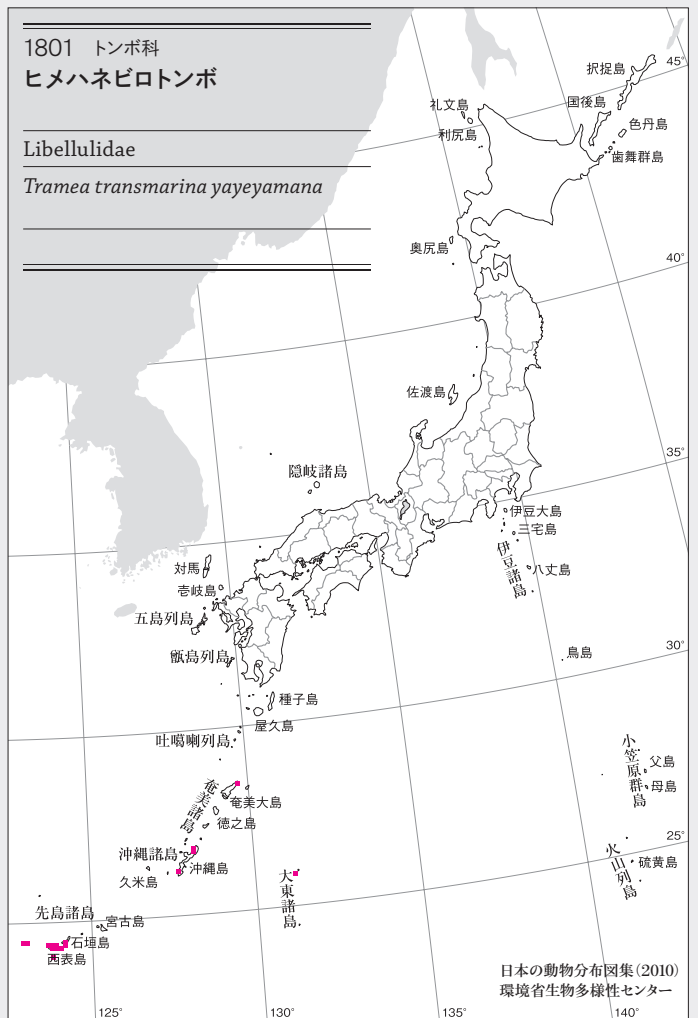 1801 トンボ科
ヒメハネビロトンボ
Libellulidae
Tramea transmarina yayeyamana
択捉島
45°
国後島
礼文島
色丹島
利尻島
歯舞群島
奥尻島
40°
佐渡島
35°
隠岐諸島
伊豆大島
三宅島
伊豆諸島
八丈島
対馬
壱岐島
五島列島
甑島列島
鳥島
30°
種子島
屋久島
吐噶喇列島
小笠原群島
父島
母島
奄美諸島
奄美大島
徳之島
25°
沖縄諸島
沖縄島
久米島
火山列島
硫黄島
大東諸島
先島諸島
宮古島
石垣島
西表島
日本の動物分布図集(2010)
環境省生物多様性センター
125°
130°
135°
140°